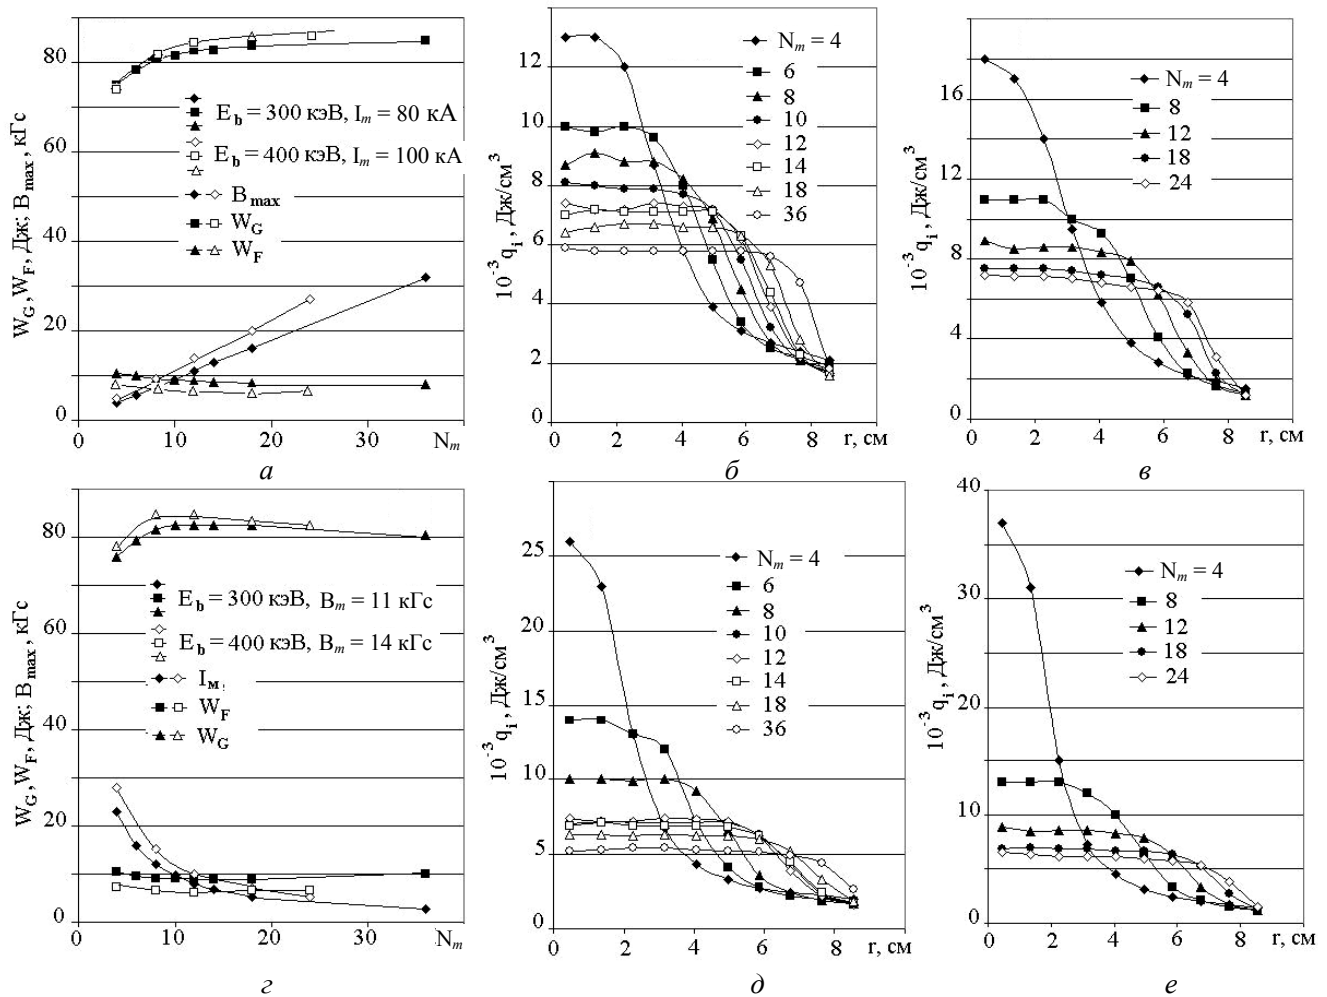 W_G, W_F, Дж; B_max, кГс
80
60
40
20
0
E_b = 300 кэВ, I_m = 80 кА
E_b = 400 кэВ, I_m = 100 кА
B_max
W_G
W_F
0 10 20 30 N_m
а
10^-3 q_i, Дж/см^3
12
10
8
6
4
2
0
N_m = 4
6
8
10
12
14
18
36
0 2 4 6 8 r, см
б
10^-3 q_i, Дж/см^3
16
12
8
4
0
N_m = 4
8
12
18
24
0 2 4 6 8 r, см
в
W_G, W_F, Дж; B_max, кГс
80
60
40
20
0
E_b = 300 кэВ, B_m = 11 кГс
E_b = 400 кэВ, B_m = 14 кГс
I_м,
W_F
W_G
0 10 20 30 N_m
г
10^-3 q_i, Дж/см^3
25
20
15
10
5
0
N_m = 4
6
8
10
12
14
18
36
0 2 4 6 8 r, см
д
10^-3 q_i, Дж/см^3
40
30
20
10
0
N_m = 4
8
12
18
24
0 2 4 6 8 r, см
е